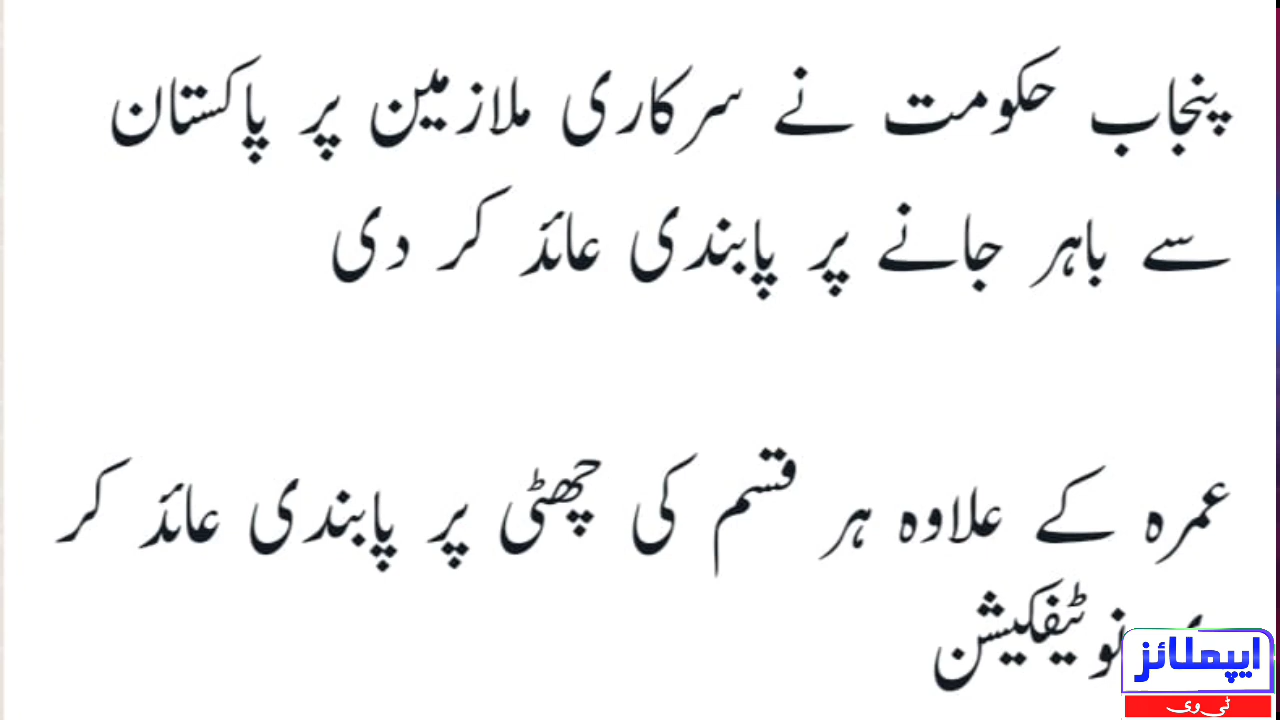 پنجاب حکومت نے سرکاری ملازمین پر پاکستان
سے باہر جانے پر پابندی عائد کر دی
عمرہ کے علاوہ ہر قسم کی چھٹی پر پابندی عائد کر
نوٹیفکیشن
ایپملائز
ٹی وی